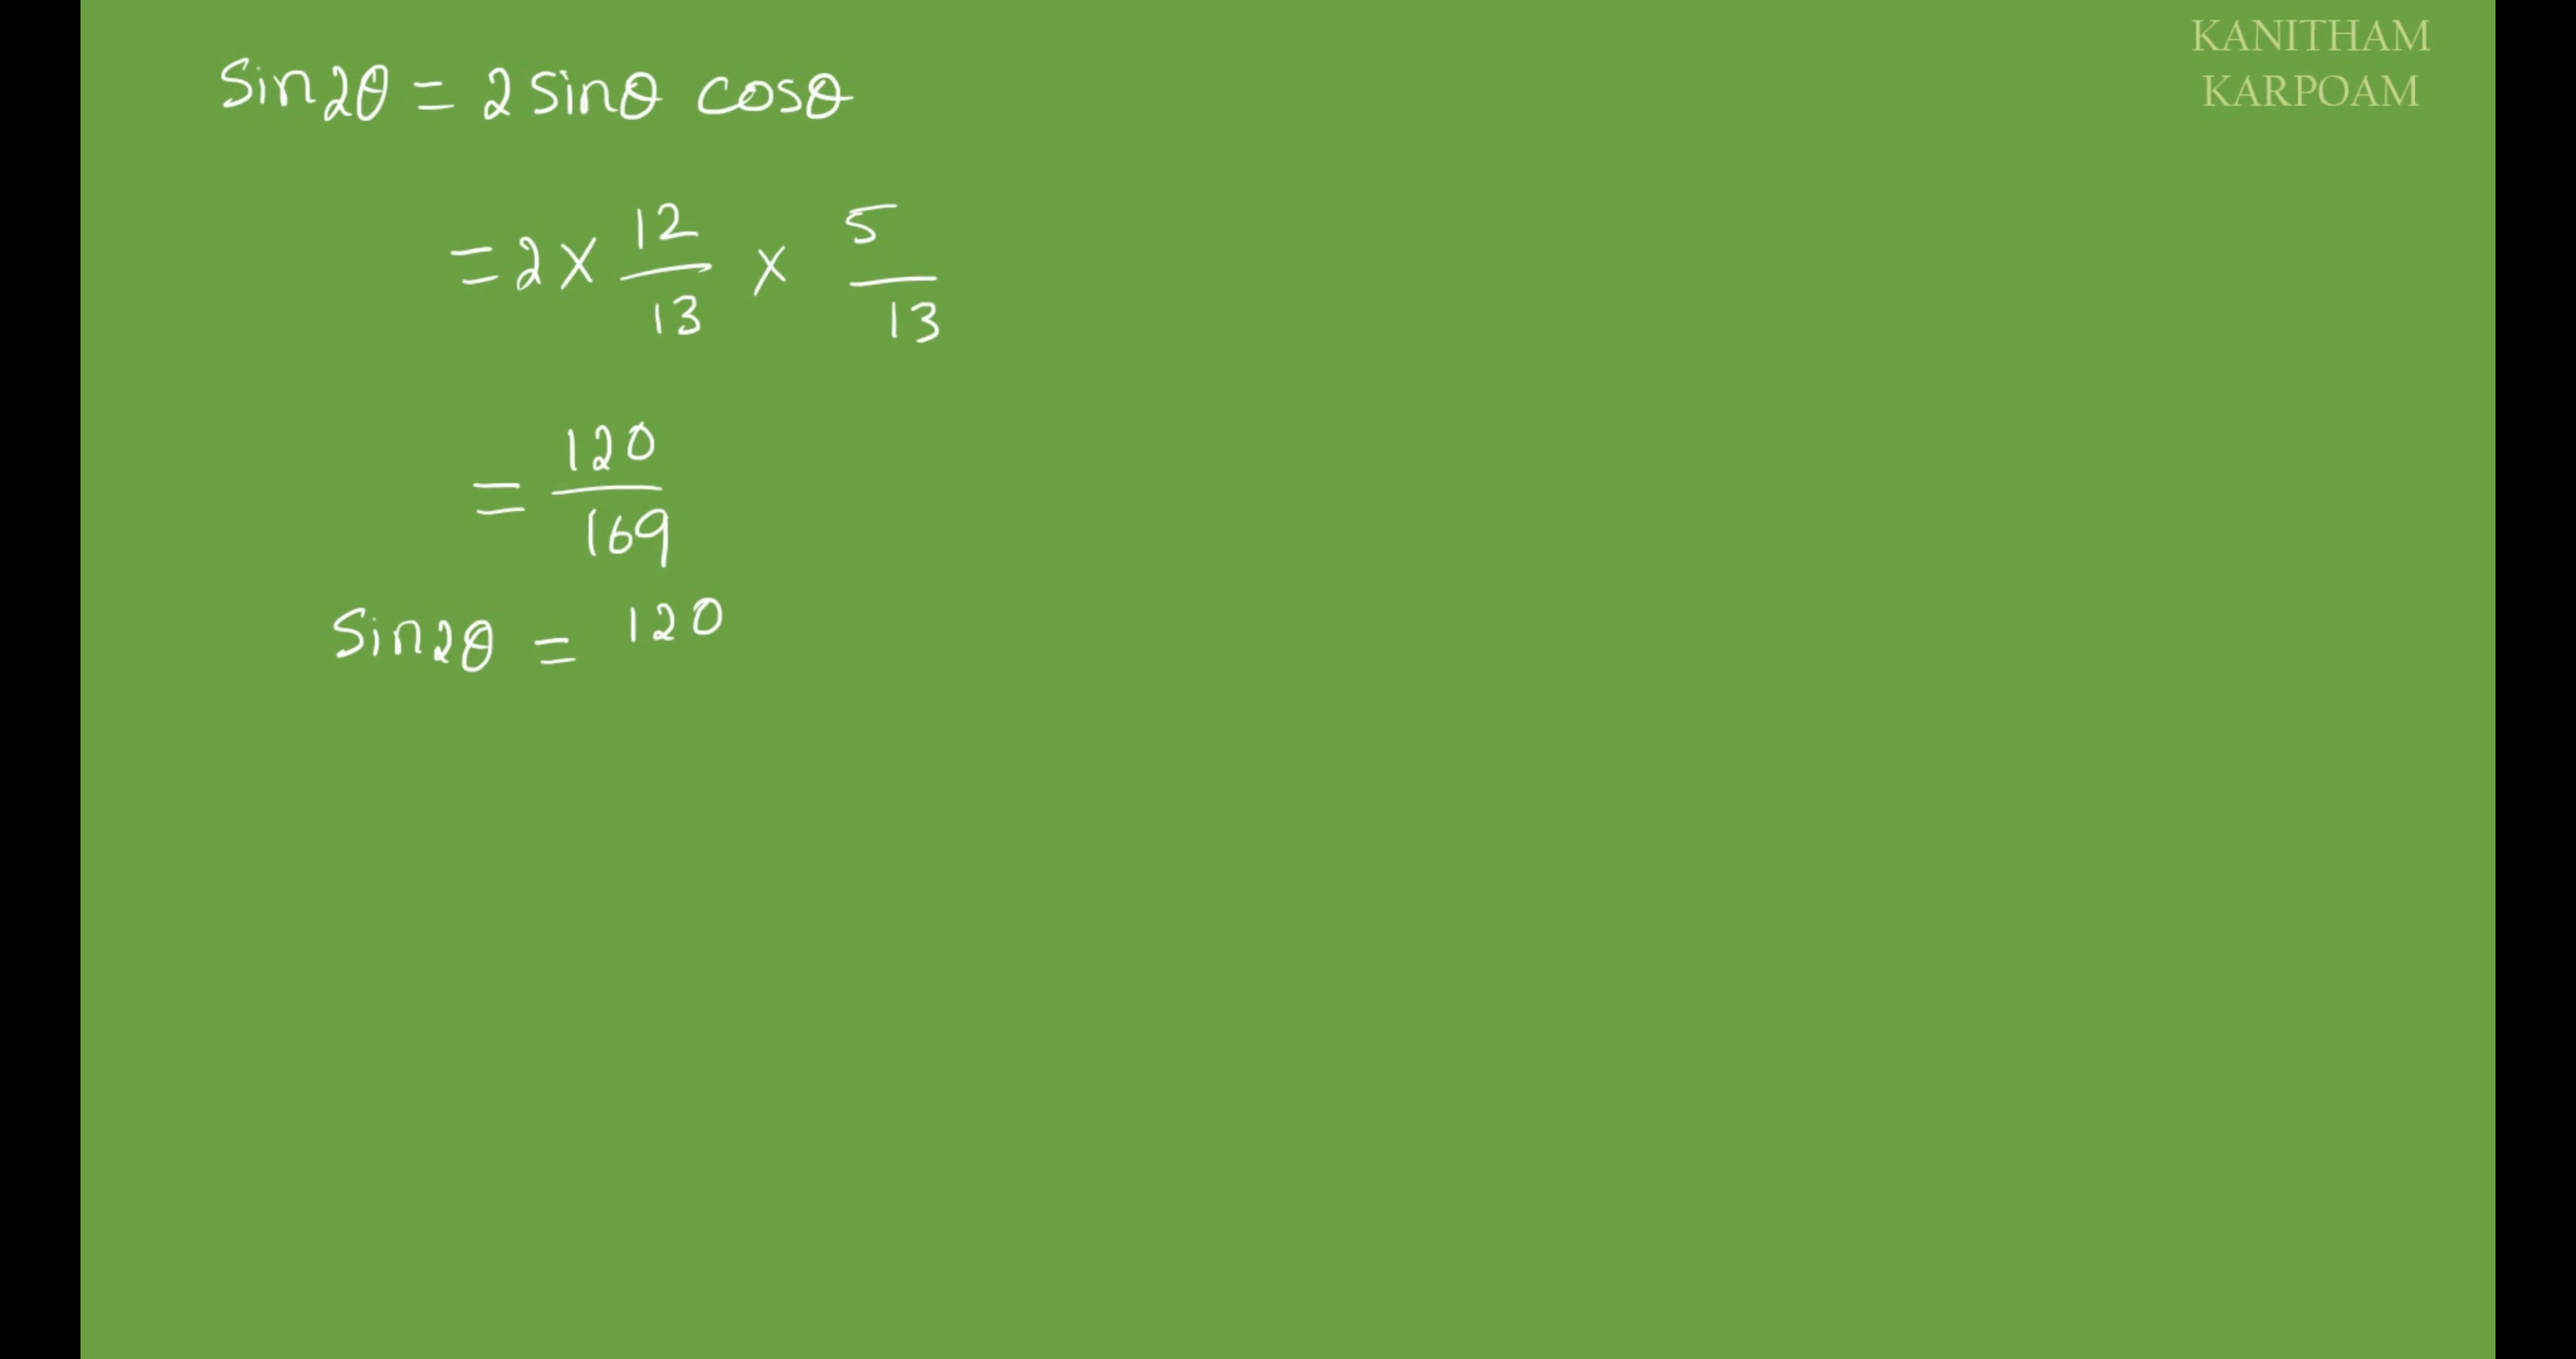 Sin2θ = 2 sinθ cosθ
= 2 × 12/13 × 5/13
= 120/169
Sin2θ = 120
KANITHAM
KARPOAM